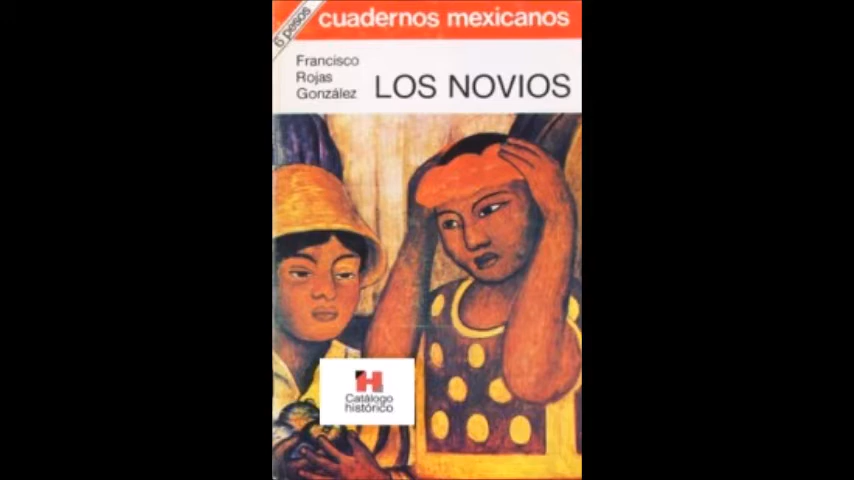 6 pesos
cuadernos mexicanos
Francisco
Rojas
González
LOS NOVIOS
H
Catálogo
histórico